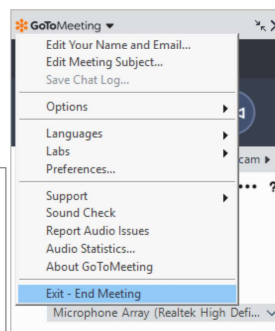 GoToMeeting
Edit Your Name and Email...
Edit Meeting Subject...
Save Chat Log...
Options
Languages
Labs
cam
Preferences...
?
Support
Sound Check
Report Audio Issues
Audio Statistics...
About GoToMeeting
Exit - End Meeting
Microphone Array (Realtek High Defi...